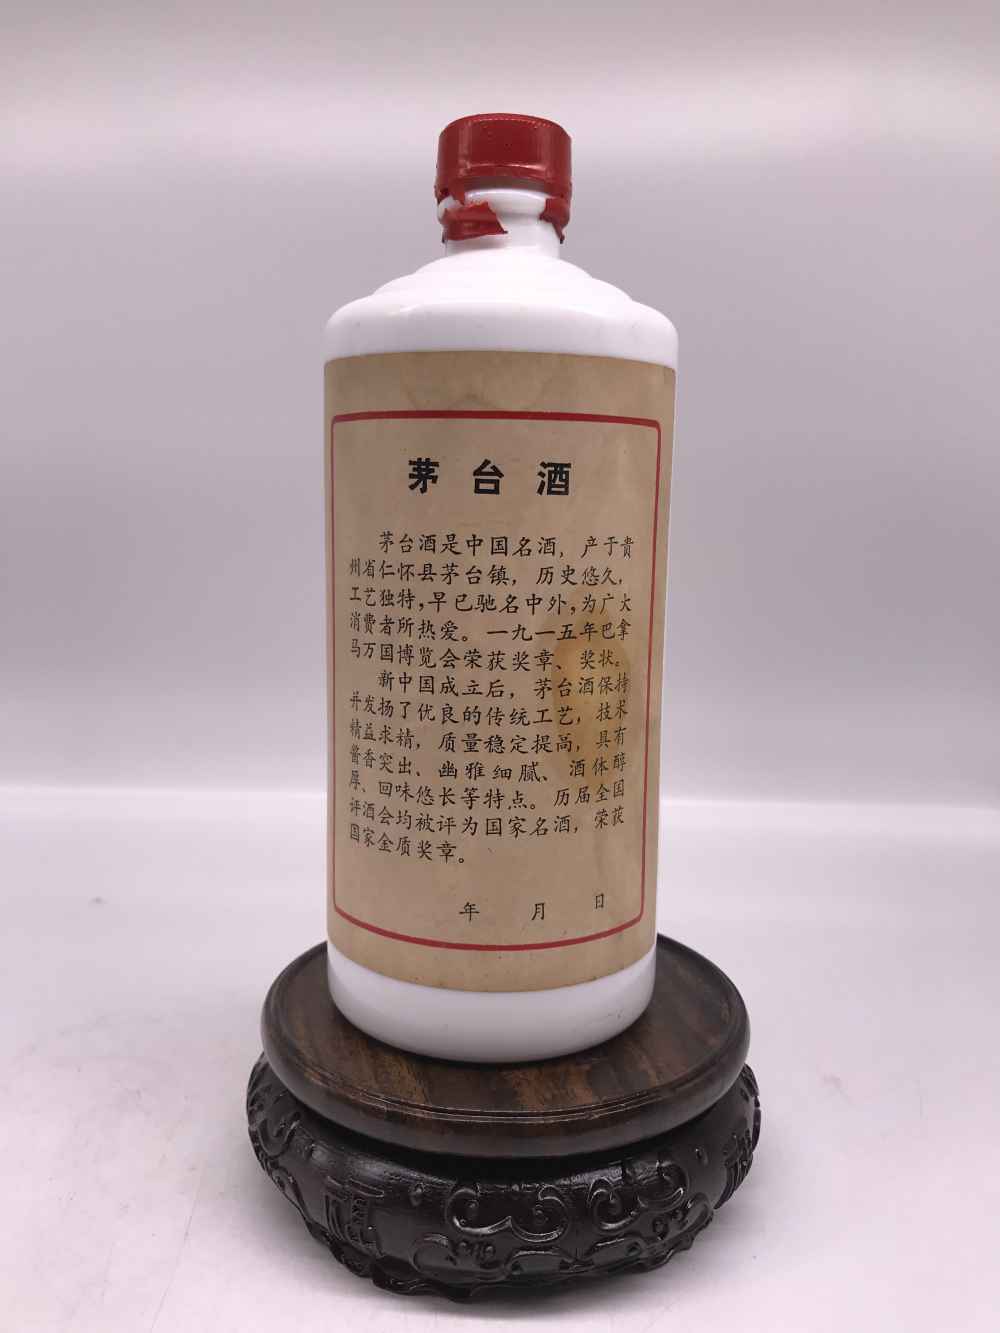 茅台酒
茅台酒是中国名酒，产于贵
州省仁怀县茅台镇，历史悠久，
工艺独特，早已驰名中外，为广大
消费者所热爱。一九一五年巴拿
马万国博览会荣获奖章、奖状。
新中国成立后，茅台酒保持
并发扬了优良的传统工艺，技术
精益求精，质量稳定提高，具有
酱香突出、幽雅细腻、酒体醇
厚、回味悠长等特点。历届全国
评酒会均被评为国家名酒，荣获
国家金质奖章。
年 月 日